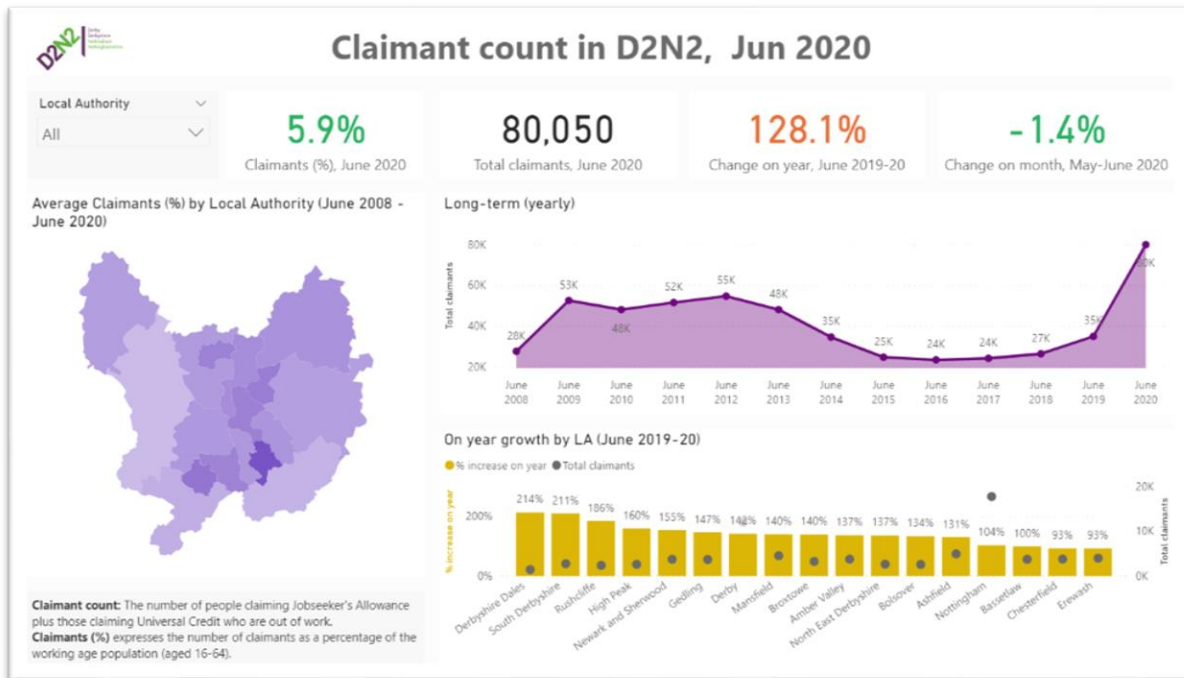 D2N2
Claimant count in D2N2, Jun 2020
Local Authority
All
5.9%
Claimants (%), June 2020
80,050
Total claimants, June 2020
128.1%
Change on year, June 2019-20
-1.4%
Change on month, May-June 2020
Average Claimants (%) by Local Authority (June 2008 -
June 2020)
Long-term (yearly)
Total claimants
80K
60K
40K
20K
28K
53K
48K
52K
55K
48K
35K
25K
24K
24K
27K
35K
80K
June
2008
June
2009
June
2010
June
2011
June
2012
June
2013
June
2014
June
2015
June
2016
June
2017
June
2018
June
2019
June
2020
On year growth by LA (June 2019-20)
% increase on year
Total claimants
% increase on year
200%
0%
214%
211%
186%
160%
155%
147%
140%
140%
137%
137%
134%
131%
104%
100%
93%
93%
20K
10K
0K
Total claimants
Derbyshire Dales
South Derbyshire
Rushcliffe
High Peak
Newark and Sherwood
Gedling
Derby
Mansfield
Broxtowe
Amber Valley
North East Derbyshire
Bolsover
Ashfield
Nottingham
Bassetlaw
Chesterfield
Erewash
Claimant count: The number of people claiming Jobseeker's Allowance
plus those claiming Universal Credit who are out of work.
Claimants (%) expresses the number of claimants as a percentage of the
working age population (aged 16-64).